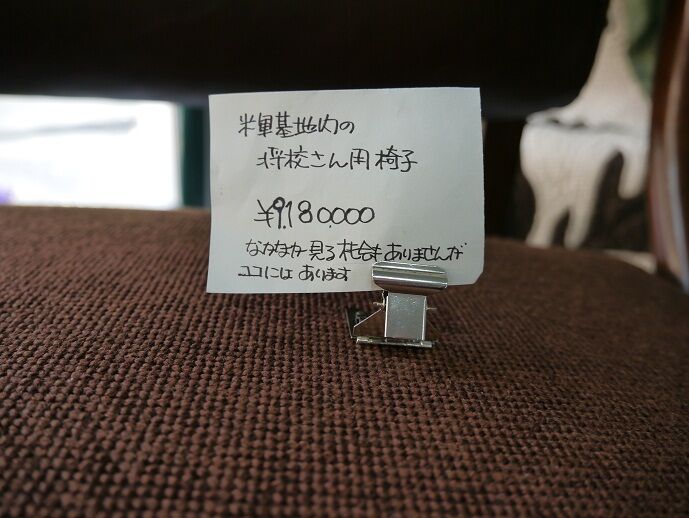 米軍基地内の
将校さん用椅子
¥9,180,000
なかなか見る機会もありませんが
ココにはあります